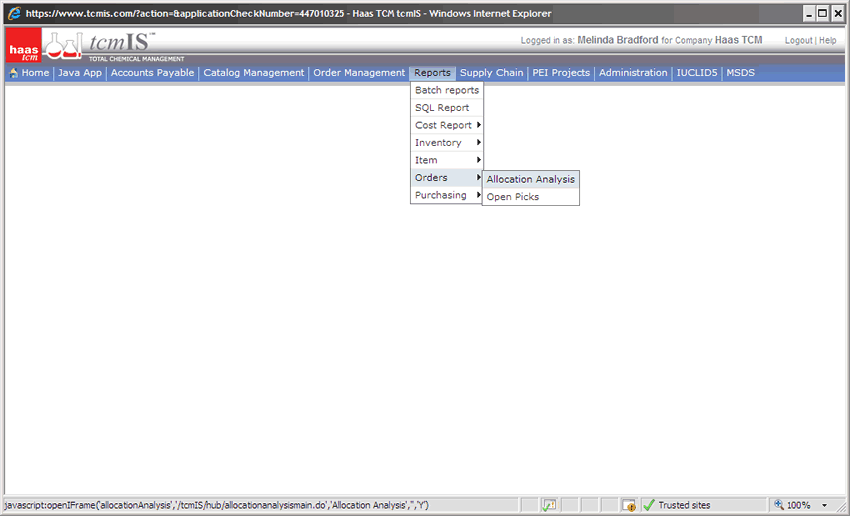 https://www.tcmis.com/?action=&applicationCheckNumber=447010325 - Haas TCM tcmIS - Windows Internet Explorer
haas tcm
tcmIS™
TOTAL CHEMICAL MANAGEMENT
Logged in as: Melinda Bradford for Company Haas TCM Logout | Help
Home Java App Accounts Payable Catalog Management Order Management Reports Supply Chain PEI Projects Administration IUCLID5 MSDS
Batch reports
SQL Report
Cost Report
Inventory
Item
Orders
Allocation Analysis
Purchasing
Open Picks
javascript:openIFrame('allocationAnalysis','/tcmIS/hub/allocationanalysismain.do','Allocation Analysis','','Y')
Trusted sites
100%